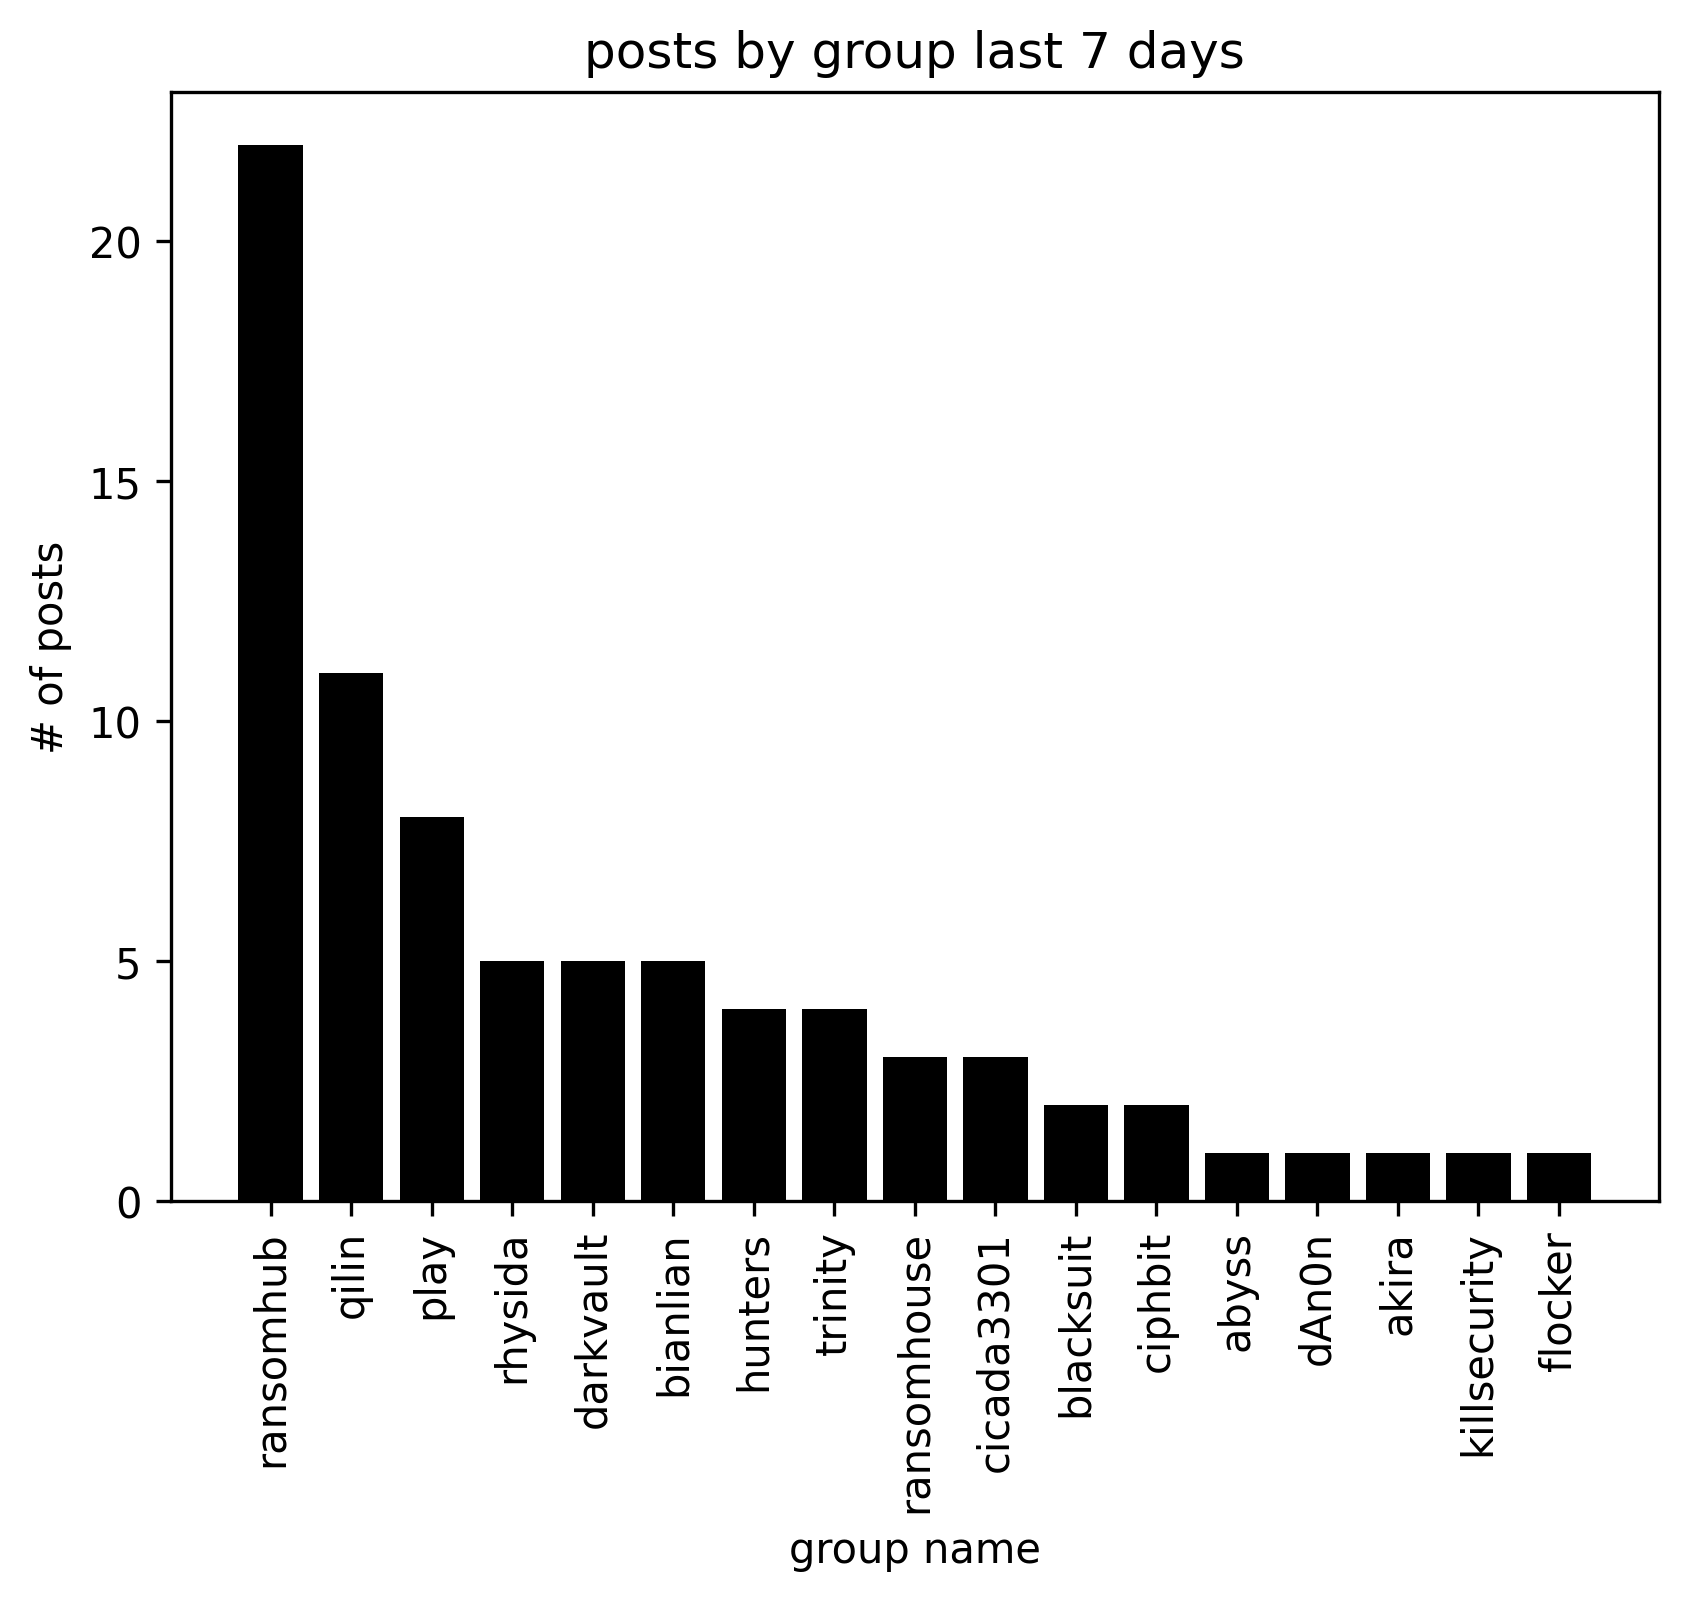 posts by group last 7 days
# of posts
20
15
10
5
0
ransomhub
qilin
play
rhysida
darkvault
bianlian
hunters
trinity
ransomhouse
cicada3301
blacksuit
ciphbit
abyss
dAn0n
akira
killsecurity
flocker
group name